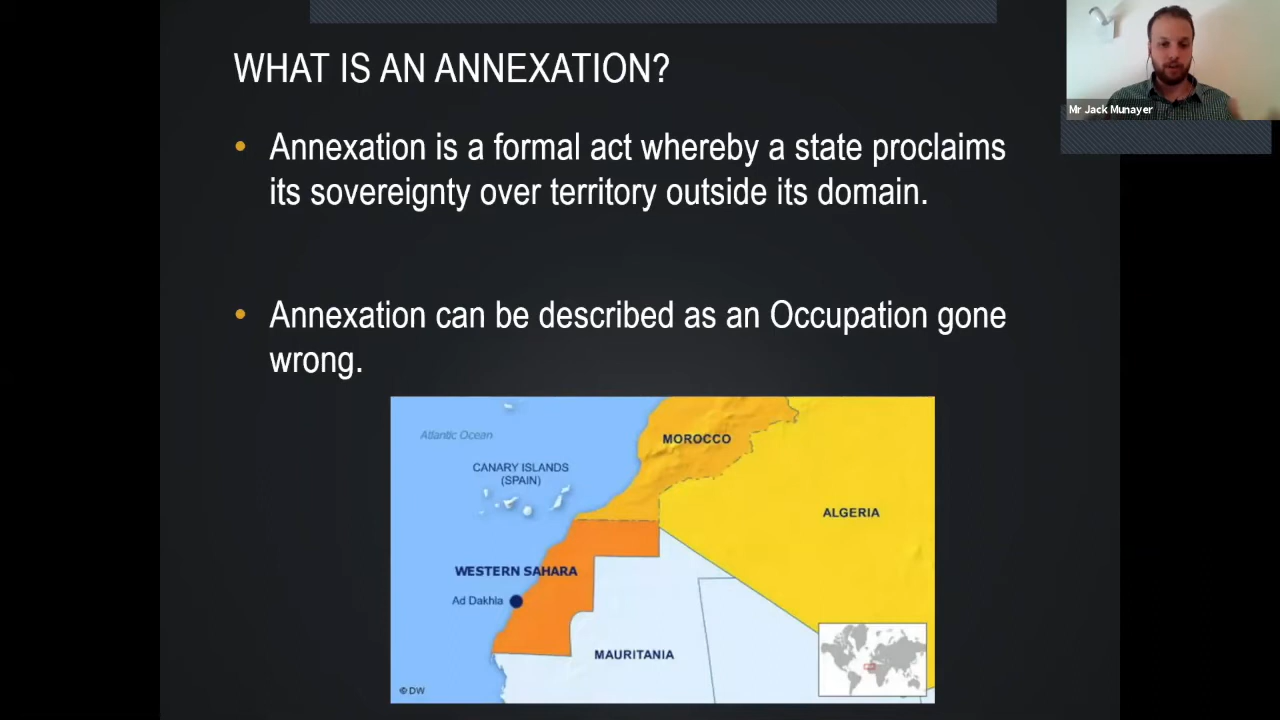 WHAT IS AN ANNEXATION?
Mr Jack Munayer
• Annexation is a formal act whereby a state proclaims
its sovereignty over territory outside its domain.
• Annexation can be described as an Occupation gone
wrong.
Atlantic Ocean
MOROCCO
CANARY ISLANDS
(SPAIN)
ALGERIA
WESTERN SAHARA
Ad Dakhla
MAURITANIA
© DW